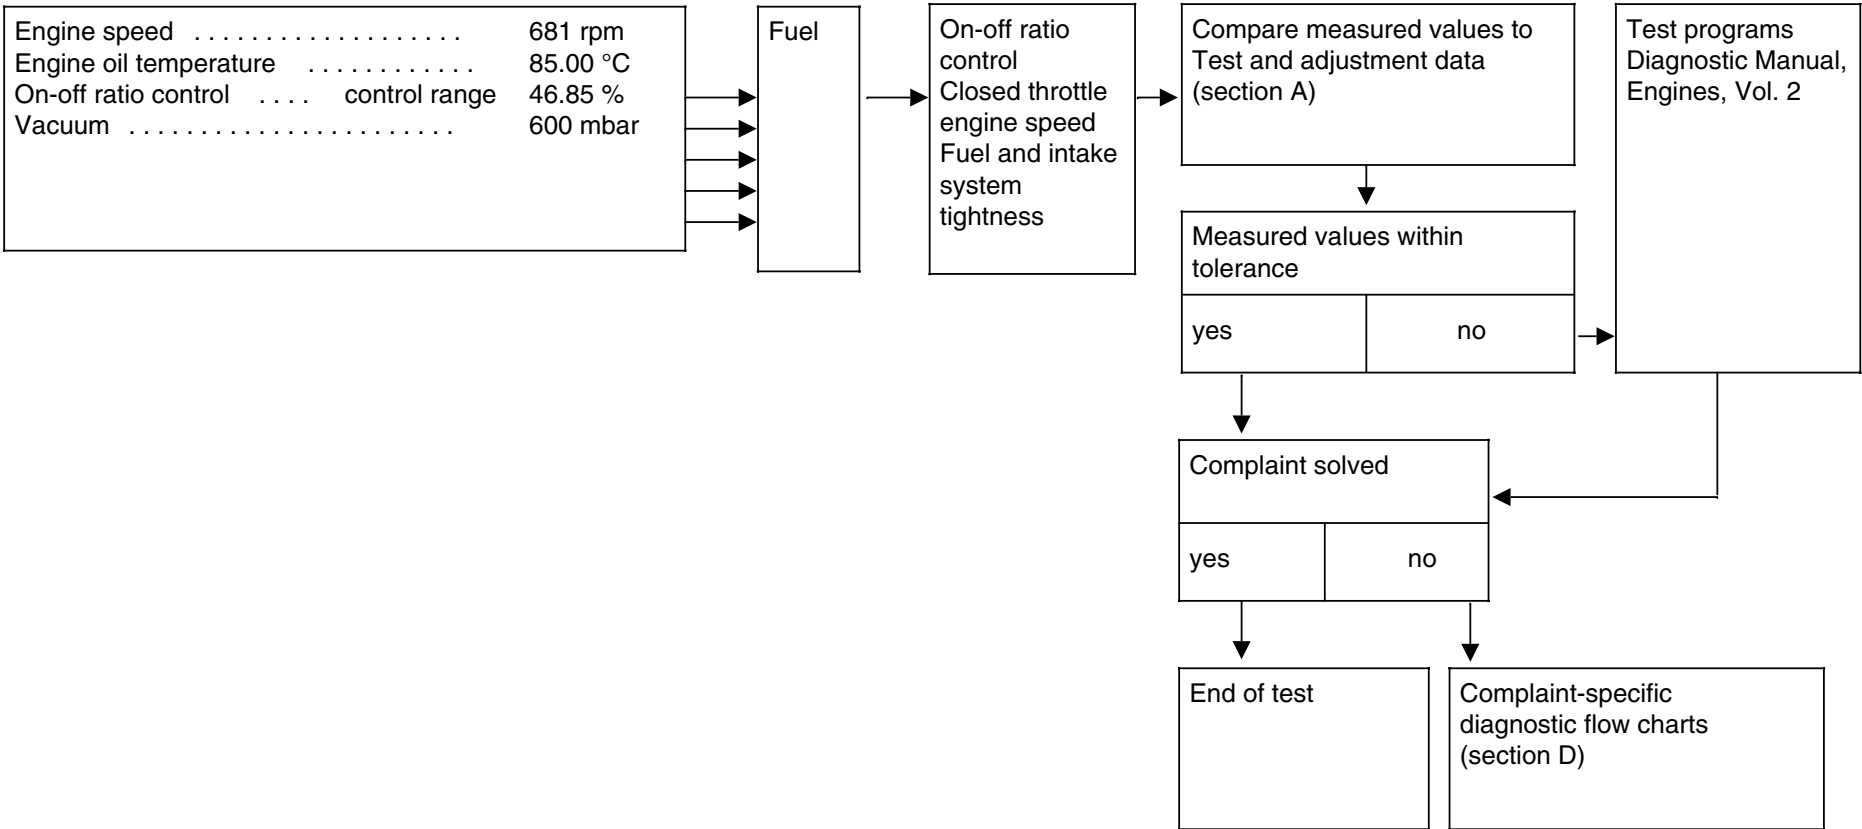 Engine speed . . . . . . . . . . . . . . . . . . . 681 rpm
Engine oil temperature . . . . . . . . . . . . 85.00 °C
On-off ratio control . . . . control range 46.85 %
Vacuum . . . . . . . . . . . . . . . . . . . . . . . 600 mbar
Fuel
On-off ratio
control
Closed throttle
engine speed
Fuel and intake
system
tightness
Compare measured values to
Test and adjustment data
(section A)
Measured values within
tolerance
yes
no
Test programs
Diagnostic Manual,
Engines, Vol. 2
Complaint solved
yes
no
End of test
Complaint-specific
diagnostic flow charts
(section D)